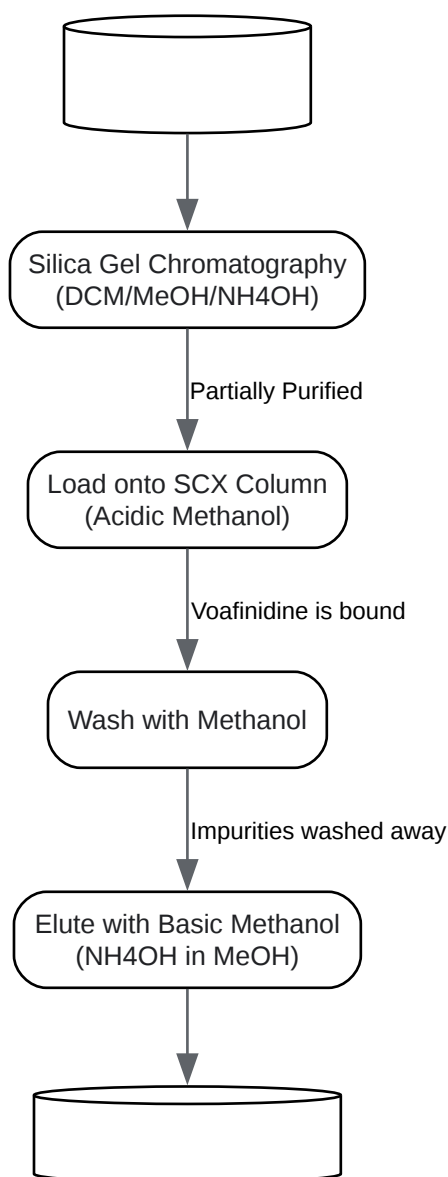 Silica Gel Chromatography
(DCM/MeOH/NH4OH)
Partially Purified
Load onto SCX Column
(Acidic Methanol)
Voafinidine is bound
Wash with Methanol
Impurities washed away
Elute with Basic Methanol
(NH4OH in MeOH)